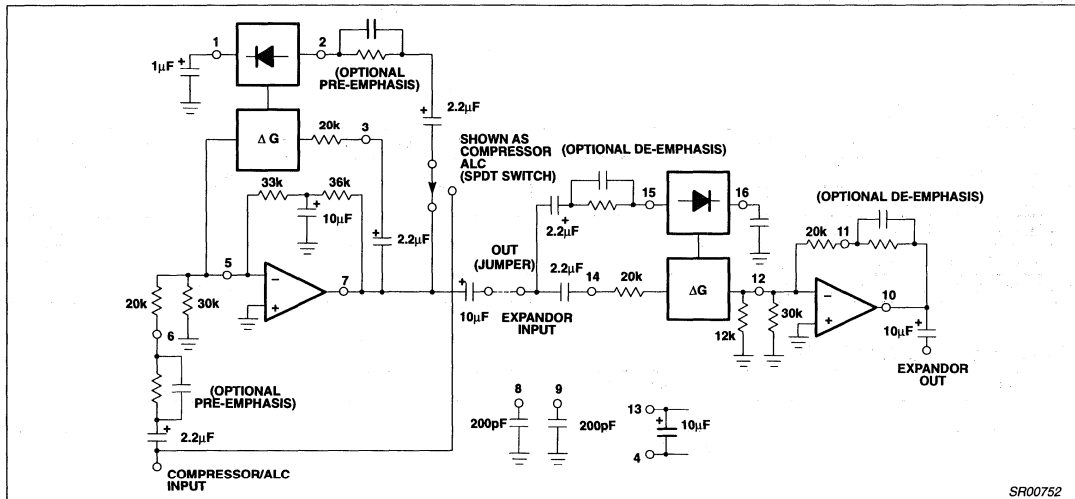 1
2
(OPTIONAL
PRE-EMPHASIS)
+
1µF
+
2.2µF
Δ G
20k
3
SHOWN AS
COMPRESSOR
ALC
(SPDT SWITCH)
(OPTIONAL DE-EMPHASIS)
33k
36k
+
10µF
2.2µF
+
15
16
+
2.2µF
(OPTIONAL DE-EMPHASIS)
20k
11
5
−
+
7
OUT
(JUMPER)
+
10µF
EXPANDOR
INPUT
2.2µF
+
14
20k
ΔG
12
−
+
10
20k
30k
6
12k
30k
+
10µF
EXPANDOR
OUT
(OPTIONAL
PRE-EMPHASIS)
8
9
200pF
200pF
13
+
10µF
4
+
2.2µF
COMPRESSOR/ALC
INPUT
SR00752